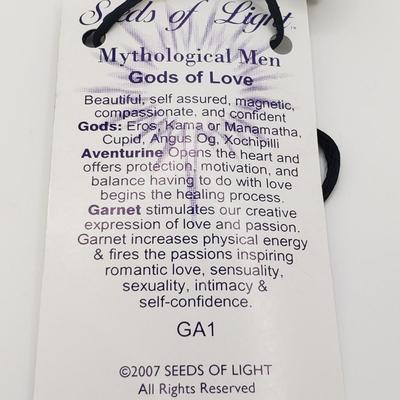 Seeds of Light™
Mythological Men
Gods of Love
Beautiful, self assured, magnetic,
compassionate, and confident
Gods: Eros, Kama or Manamatha,
Cupid, Angus Og, Xochipilli
Aventurine Opens the heart and
offers protection, motivation, and
balance having to do with love
begins the healing process.
Garnet stimulates our creative
expression of love and passion.
Garnet increases physical energy
& fires the passions inspiring
romantic love, sensuality,
sexuality, intimacy &
self-confidence.
GA1
©2007 SEEDS OF LIGHT
All Rights Reserved